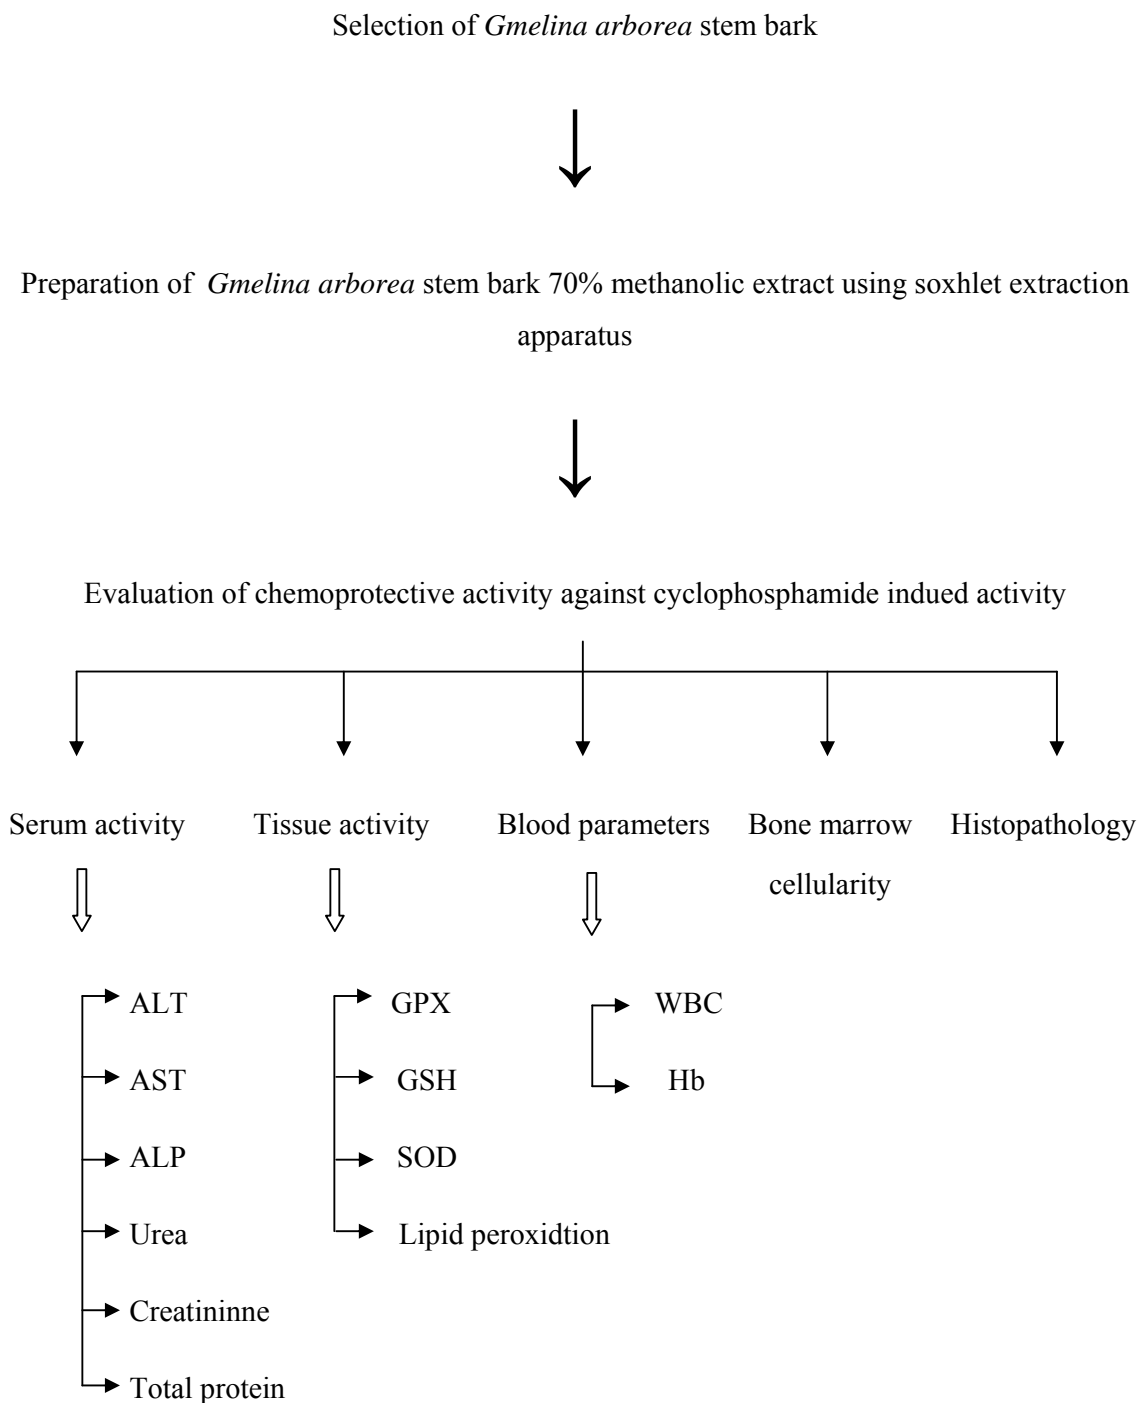 Selection of Gmelina arborea stem bark
Preparation of Gmelina arborea stem bark 70% methanolic extract using soxhlet extraction
apparatus
Evaluation of chemoprotective activity against cyclophosphamide indued activity
Serum activity
Tissue activity
Blood parameters
Bone marrow
cellularity
Histopathology
ALT
AST
ALP
Urea
Creatininne
Total protein
GPX
GSH
SOD
Lipid peroxidtion
WBC
Hb